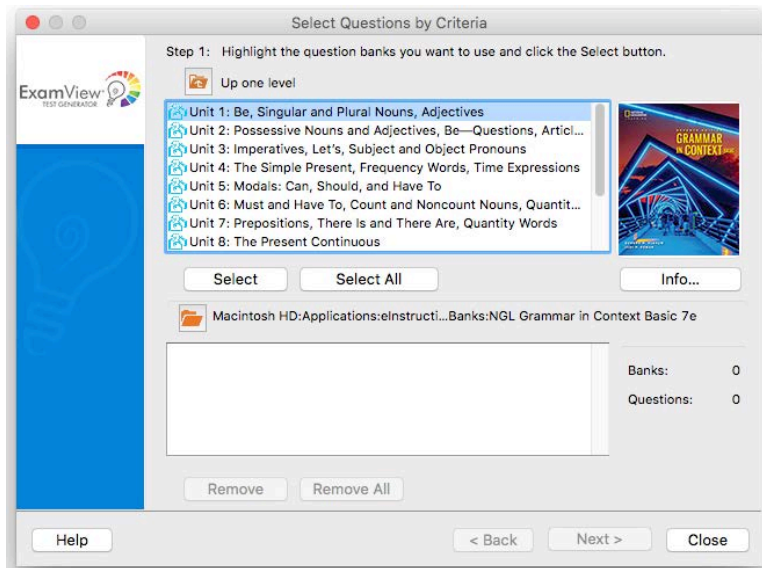 Select Questions by Criteria
Step 1: Highlight the question banks you want to use and click the Select button.
ExamView
TEST GENERATOR
Up one level
Unit 1: Be, Singular and Plural Nouns, Adjectives
Unit 2: Possessive Nouns and Adjectives, Be—Questions, Articl...
Unit 3: Imperatives, Let's, Subject and Object Pronouns
Unit 4: The Simple Present, Frequency Words, Time Expressions
Unit 5: Modals: Can, Should, and Have To
Unit 6: Must and Have To, Count and Noncount Nouns, Quantit...
Unit 7: Prepositions, There Is and There Are, Quantity Words
Unit 8: The Present Continuous
GRAMMAR
IN CONTEXT
Select
Select All
Info...
Macintosh HD:Applications:eInstructi...Banks:NGL Grammar in Context Basic 7e
Banks: 0
Questions: 0
Remove
Remove All
Help
< Back
Next >
Close